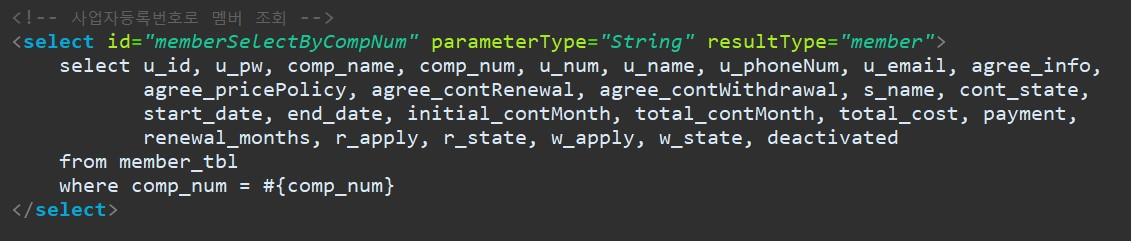 <!-- 사업자등록번호로 멤버 조회 -->
<select id="memberSelectByCompNum" parameterType="String" resultType="member">
    select u_id, u_pw, comp_name, comp_num, u_num, u_name, u_phoneNum, u_email, agree_info,
           agree_pricePolicy, agree_contRenewal, agree_contWithdrawal, s_name, cont_state,
           start_date, end_date, initial_contMonth, total_contMonth, total_cost, payment,
           renewal_months, r_apply, r_state, w_apply, w_state, deactivated
    from member_tbl
    where comp_num = #{comp_num}
</select>